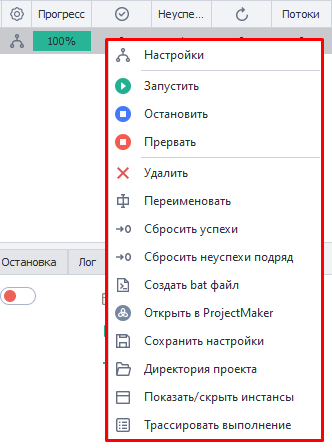 Прогресс
Неуспе...
Потоки
100%
Настройки
Запустить
Остановить
Прервать
Удалить
Переименовать
Сбросить успехи
Сбросить неуспехи подряд
Создать bat файл
Открыть в ProjectMaker
Сохранить настройки
Директория проекта
Показать/скрыть инстансы
Трассировать выполнение
Остановка
Лог